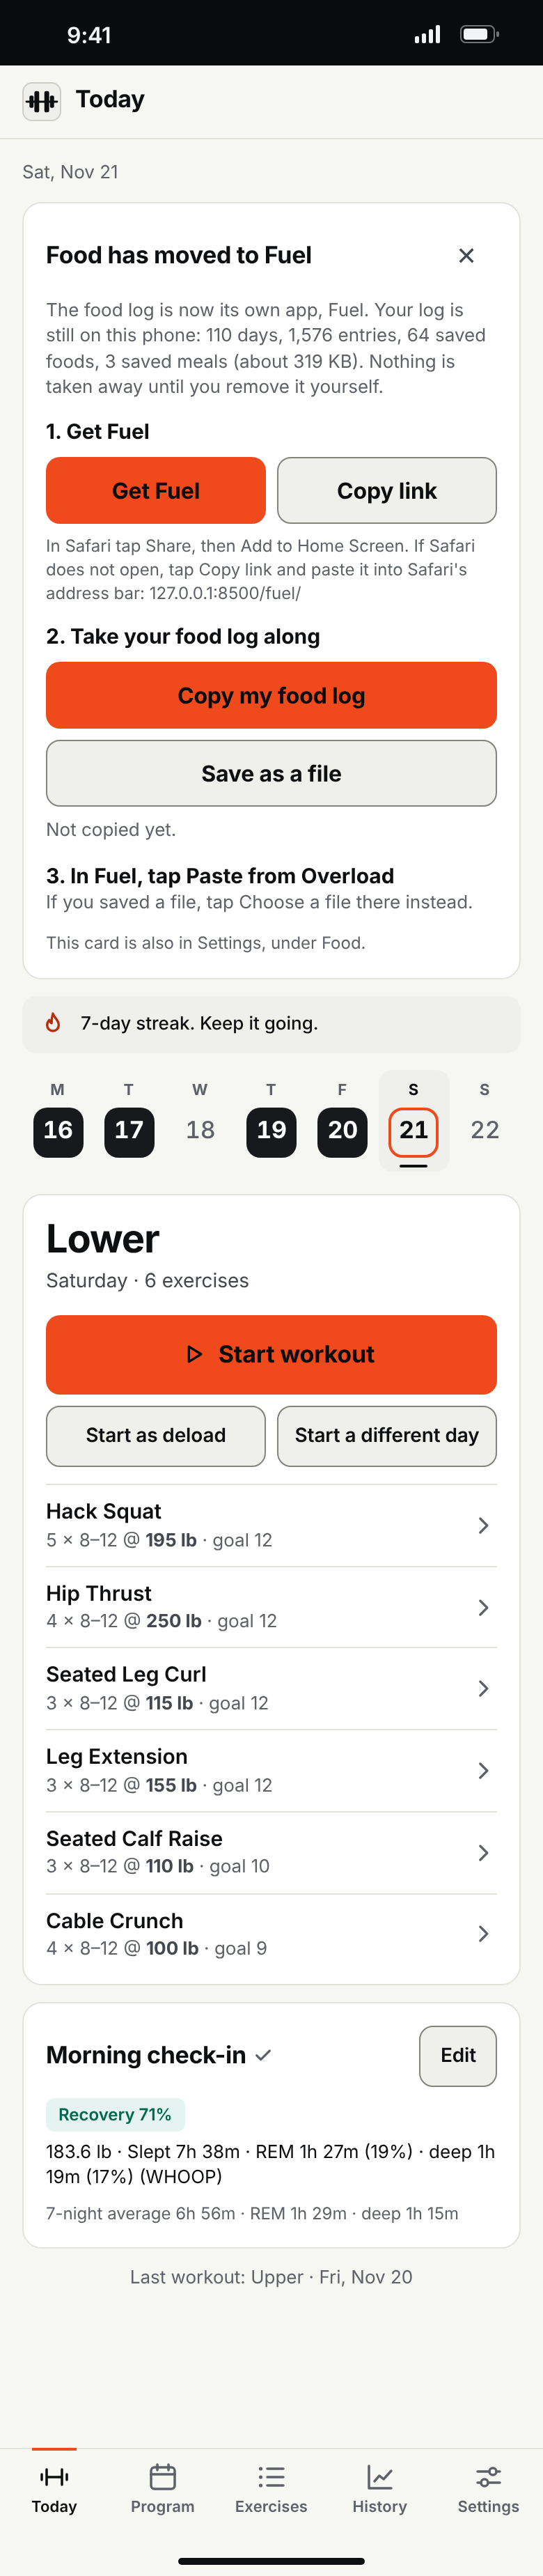 9:41
Today
Sat, Nov 21
Food has moved to Fuel
The food log is now its own app, Fuel. Your log is
still on this phone: 110 days, 1,576 entries, 64 saved
foods, 3 saved meals (about 319 KB). Nothing is
taken away until you remove it yourself.
1. Get Fuel
Get Fuel
Copy link
In Safari tap Share, then Add to Home Screen. If Safari
does not open, tap Copy link and paste it into Safari's
address bar: 127.0.0.1:8500/fuel/
2. Take your food log along
Copy my food log
Save as a file
Not copied yet.
3. In Fuel, tap Paste from Overload
If you saved a file, tap Choose a file there instead.
This card is also in Settings, under Food.
7-day streak. Keep it going.
M T W T F S S
16 17 18 19 20 21 22
Lower
Saturday · 6 exercises
Start workout
Start as deload
Start a different day
Hack Squat
5 × 8–12 @ 195 lb · goal 12
Hip Thrust
4 × 8–12 @ 250 lb · goal 12
Seated Leg Curl
3 × 8–12 @ 115 lb · goal 12
Leg Extension
3 × 8–12 @ 155 lb · goal 12
Seated Calf Raise
3 × 8–12 @ 110 lb · goal 10
Cable Crunch
4 × 8–12 @ 100 lb · goal 9
Morning check-in
Edit
Recovery 71%
183.6 lb · Slept 7h 38m · REM 1h 27m (19%) · deep 1h
19m (17%) (WHOOP)
7-night average 6h 56m · REM 1h 29m · deep 1h 15m
Last workout: Upper · Fri, Nov 20
Today
Program
Exercises
History
Settings